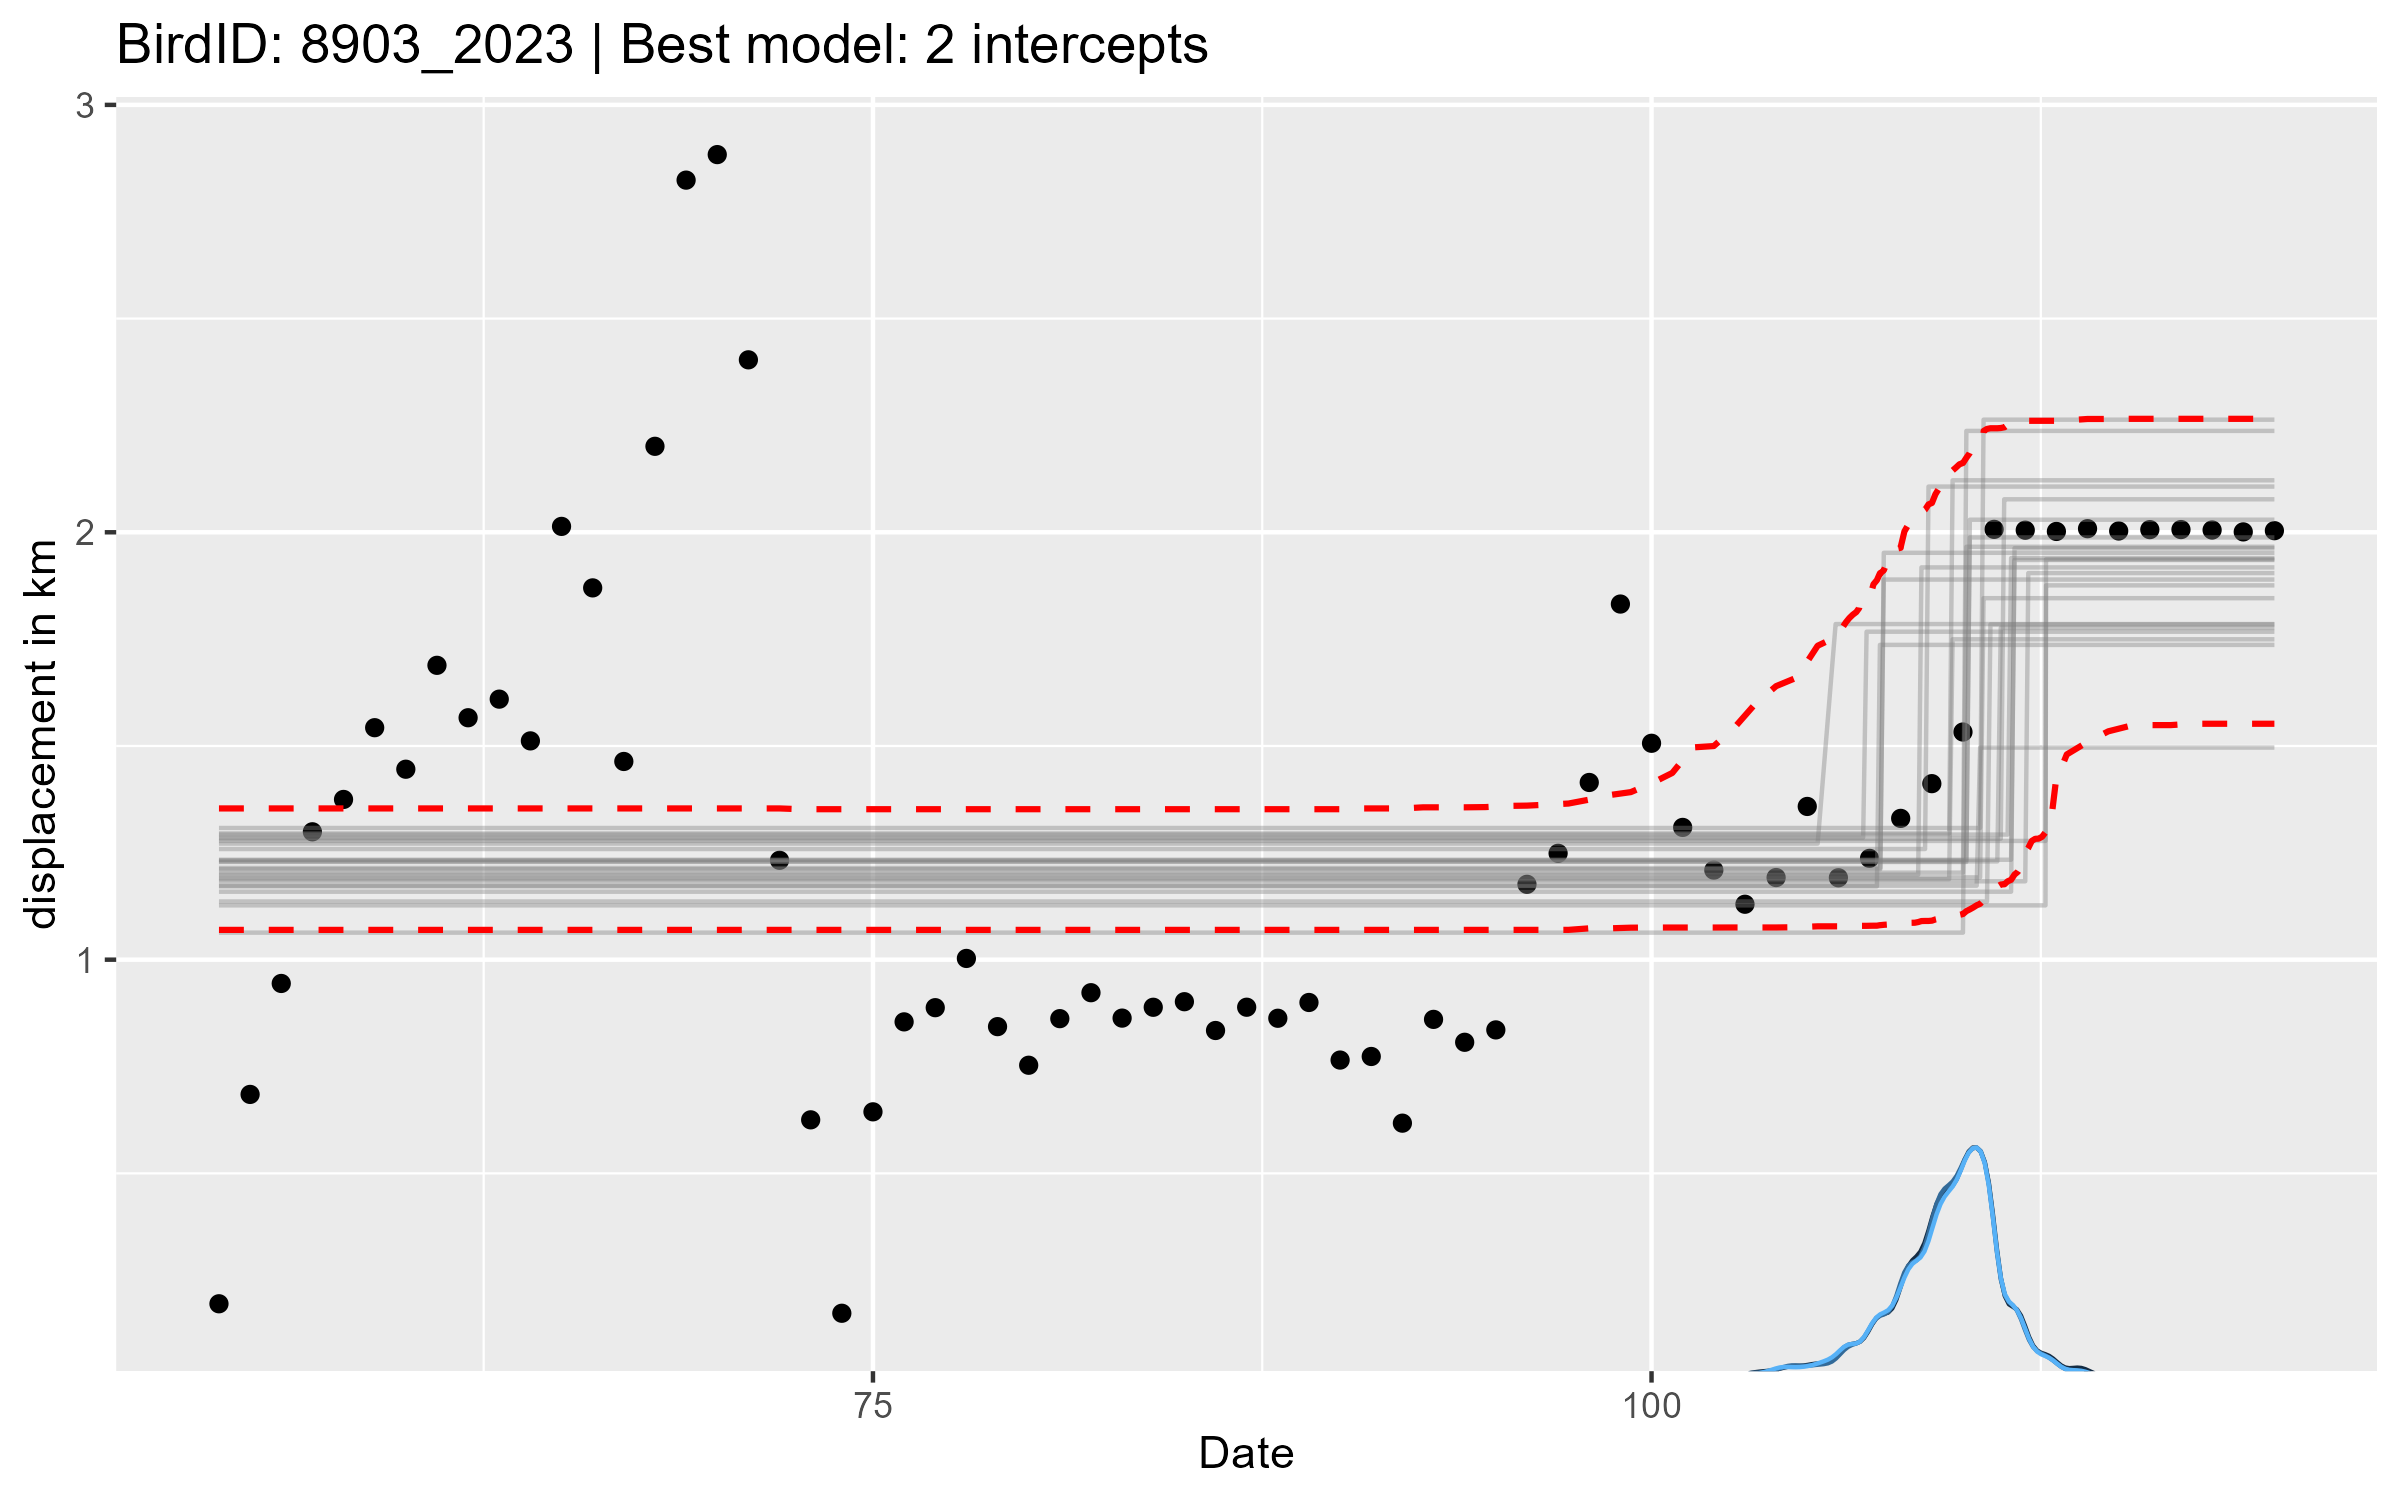 BirdID: 8903_2023 | Best model: 2 intercepts
3
2
1
displacement in km
75
100
Date